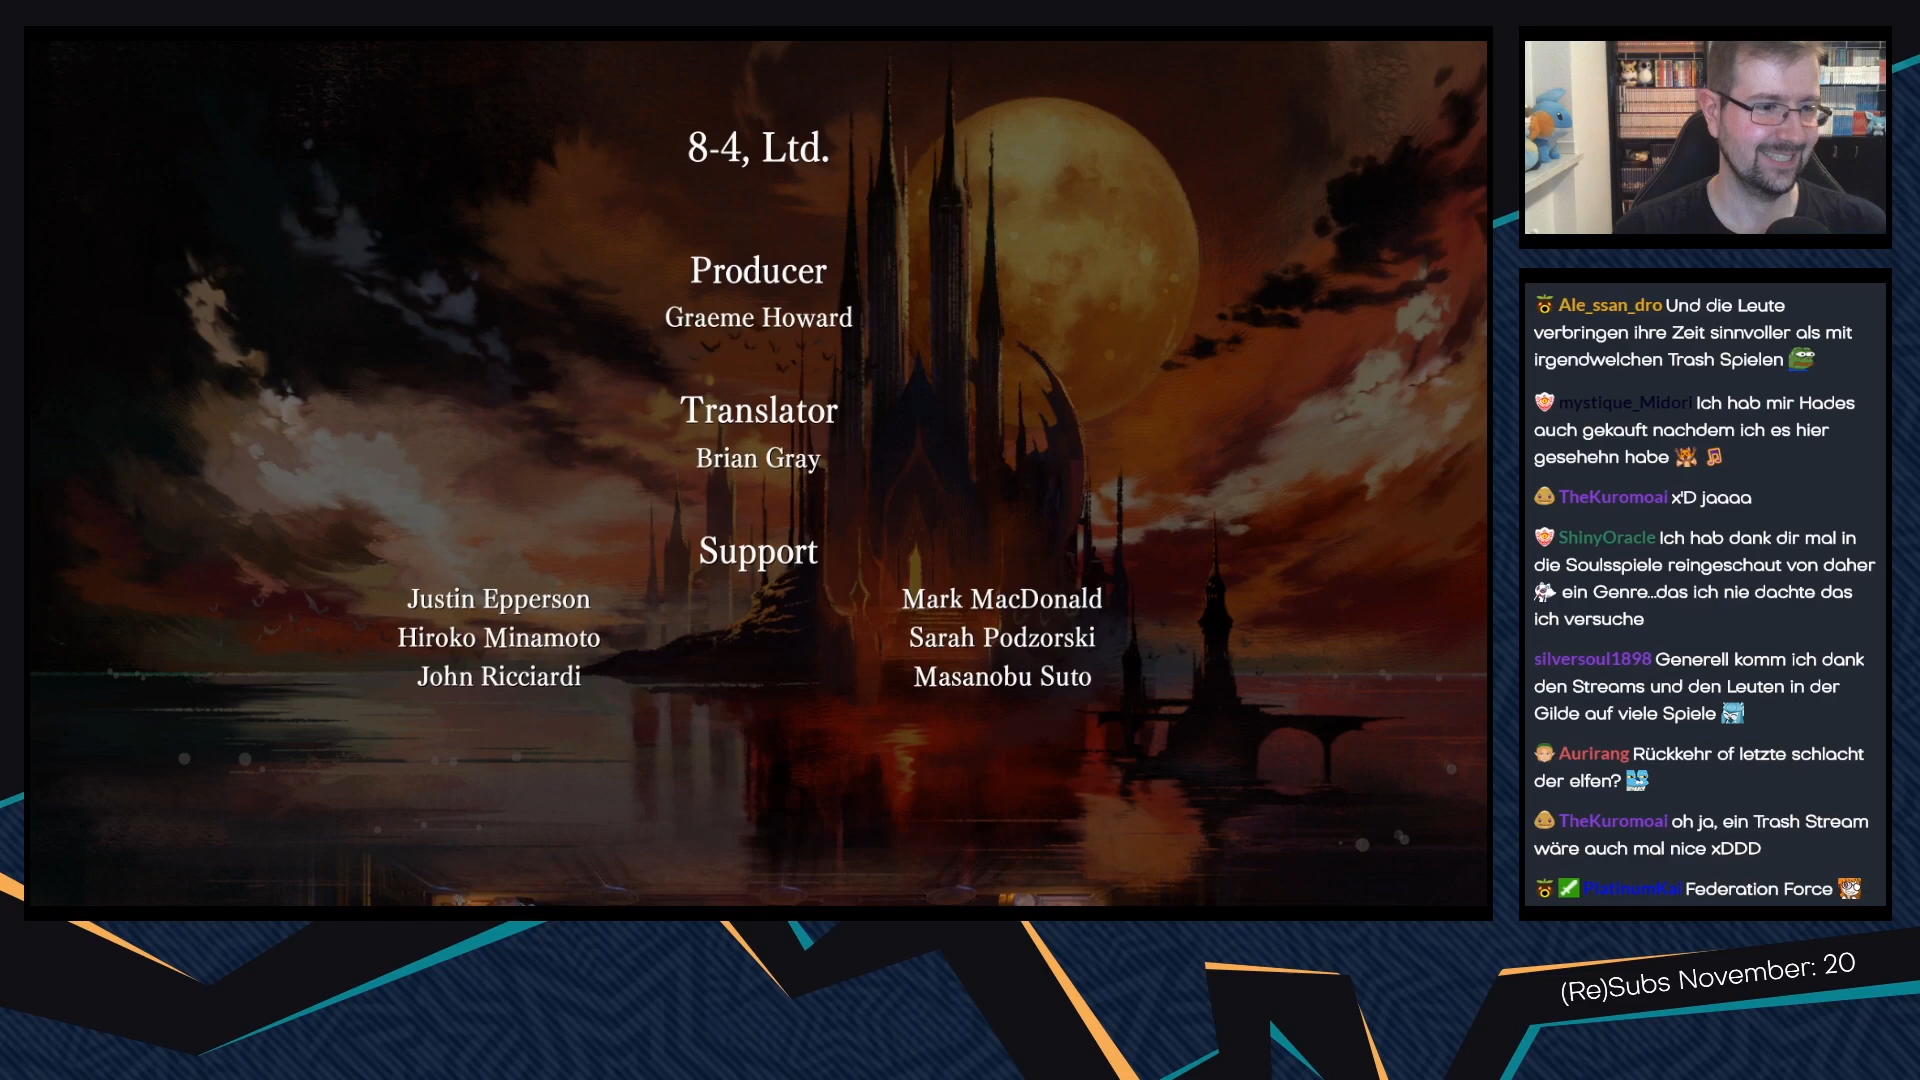 8-4, Ltd.
Producer
Graeme Howard
Translator
Brian Gray
Support
Justin Epperson
Mark MacDonald
Hiroko Minamoto
Sarah Podzorski
John Ricciardi
Masanobu Suto
Ale_ssan_dro Und die Leute
verbringen ihre Zeit sinnvoller als mit
irgendwelchen Trash Spielen
mystique_Midori Ich hab mir Hades
auch gekauft nachdem ich es hier
gesehehn habe
TheKuromoai x'D jaaaa
ShinyOracle Ich hab dank dir mal in
die Soulsspiele reingeschaut von daher
ein Genre...das ich nie dachte das
ich versuche
silversoul1898 Generell komm ich dank
den Streams und den Leuten in der
Gilde auf viele Spiele
Aurirang Rückkehr of letzte schlacht
der elfen?
TheKuromoai oh ja, ein Trash Stream
wäre auch mal nice xDDD
PlatinumKai Federation Force
(Re)Subs November: 20